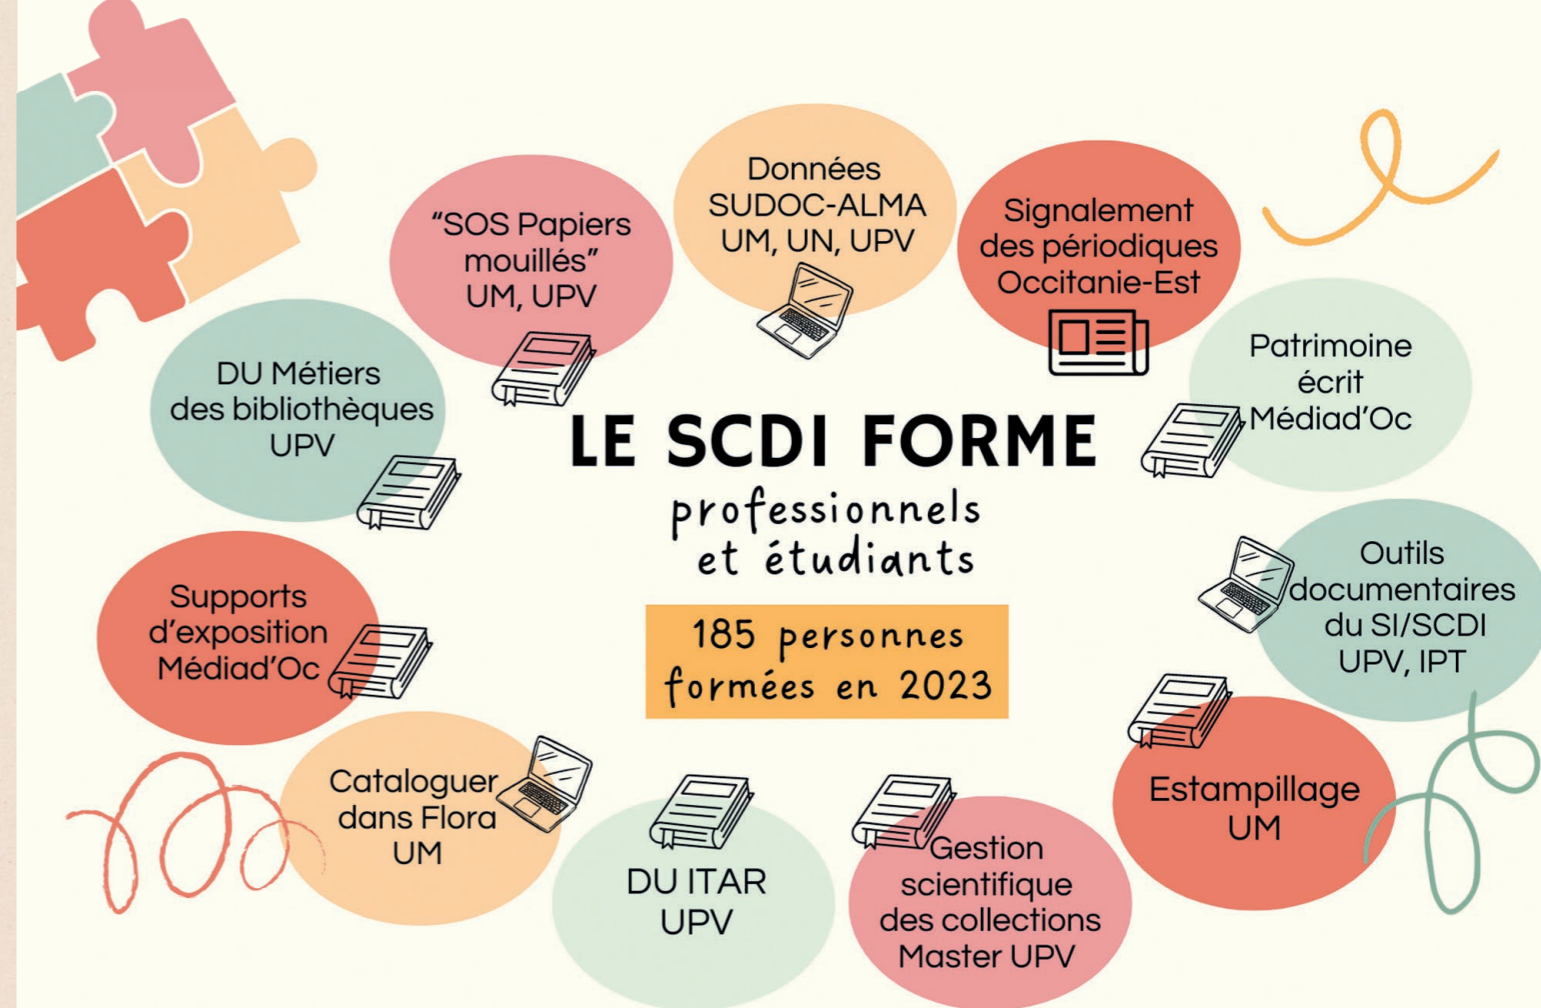 LE SCDI FORME
professionnels
et étudiants
185 personnes
formées en 2023
"SOS Papiers
mouillés"
UM, UPV
Données
SUDOC-ALMA
UM, UN, UPV
Signalement
des périodiques
Occitanie-Est
Patrimoine
écrit
Médiad'Oc
Outils
documentaires
du SI/SCDI
UPV, IPT
Estampillage
UM
Gestion
scientifique
des collections
Master UPV
DU ITAR
UPV
Cataloguer
dans Flora
UM
Supports
d'exposition
Médiad'Oc
DU Métiers
des bibliothèques
UPV